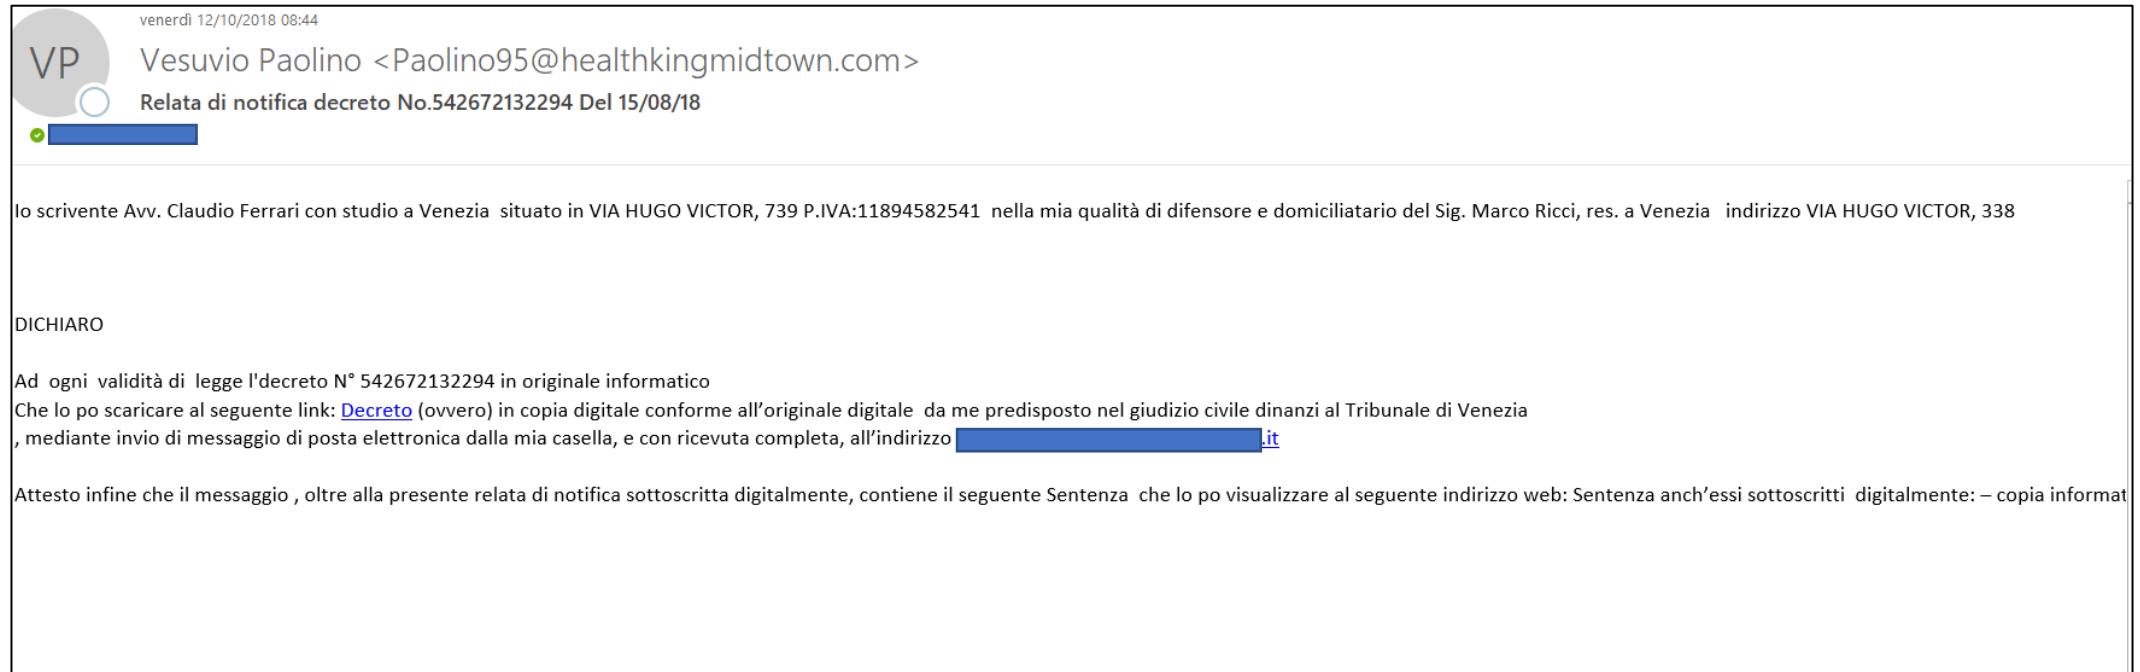 venerdì 12/10/2018 08:44
VP
Vesuvio Paolino <Paolino95@healthkingmidtown.com>
Relata di notifica decreto No.542672132294 Del 15/08/18
Io scrivente Avv. Claudio Ferrari con studio a Venezia  situato in VIA HUGO VICTOR, 739 P.IVA:11894582541  nella mia qualità di difensore e domiciliatario del Sig. Marco Ricci, res. a Venezia   indirizzo VIA HUGO VICTOR, 338
DICHIARO
Ad  ogni  validità di  legge l'decreto N° 542672132294 in originale informatico
Che lo po scaricare al seguente link: Decreto (ovvero) in copia digitale conforme all’originale digitale  da me predisposto nel giudizio civile dinanzi al Tribunale di Venezia
, mediante invio di messaggio di posta elettronica dalla mia casella, e con ricevuta completa, all’indirizzo .it
Attesto infine che il messaggio , oltre alla presente relata di notifica sottoscritta digitalmente, contiene il seguente Sentenza  che lo po visualizzare al seguente indirizzo web: Sentenza anch’essi sottoscritti  digitalmente: – copia informat